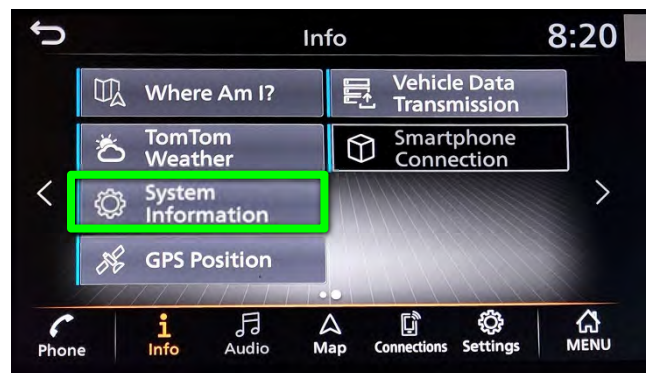 Info
8:20
Where Am I?
Vehicle Data
Transmission
TomTom
Weather
Smartphone
Connection
System
Information
GPS Position
Phone
Info
Audio
Map
Connections
Settings
MENU